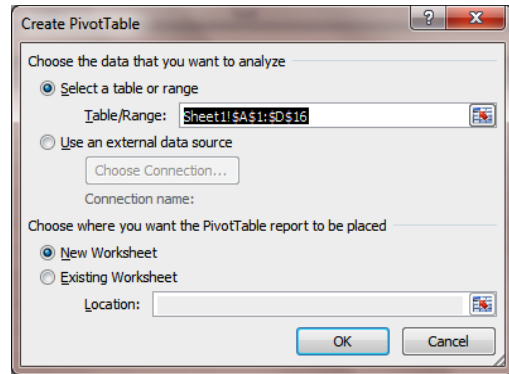 Create PivotTable
Choose the data that you want to analyze
Select a table or range
Table/Range: Sheet1!$A$1:$D$16
Use an external data source
Choose Connection...
Connection name:
Choose where you want the PivotTable report to be placed
New Worksheet
Existing Worksheet
Location:
OK Cancel